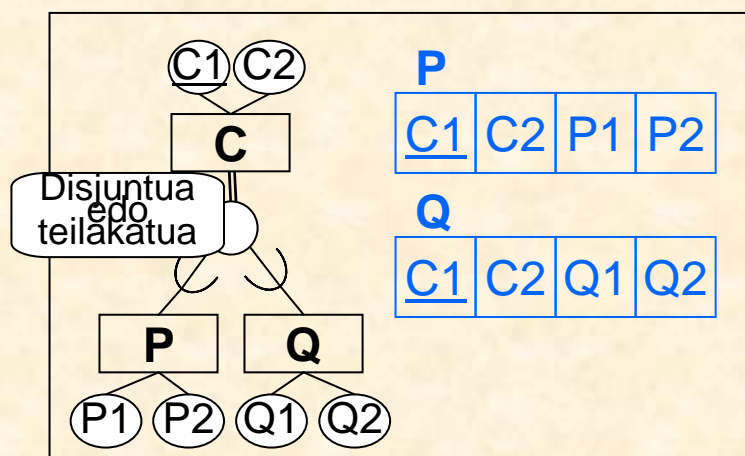 C1 C2
C
Disjuntua
edo
teilakatua
P Q
P1 P2 Q1 Q2
P
C1 C2 P1 P2
Q
C1 C2 Q1 Q2